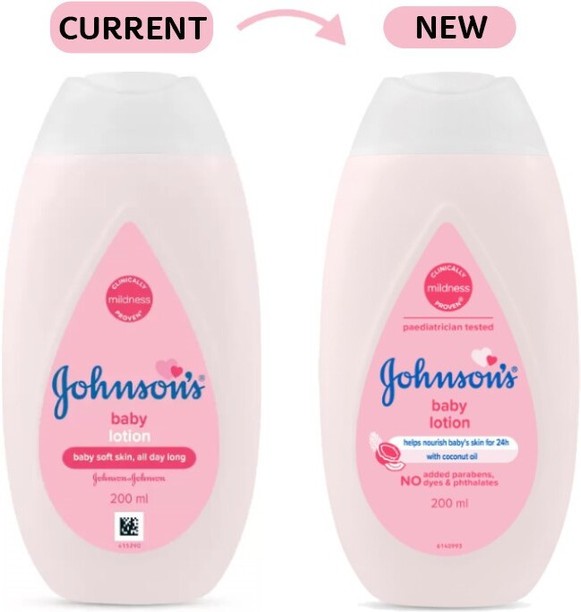 CURRENT
NEW
CLINICALLY
mildness
PROVEN®
Johnson's®
baby
lotion
baby soft skin, all day long
Johnson & Johnson
200 ml
CLINICALLY
mildness
PROVEN®
paediatrician tested
Johnson's®
baby
lotion
helps nourish baby's skin for 24h
with coconut oil
NO added parabens,
dyes & phthalates
200 ml